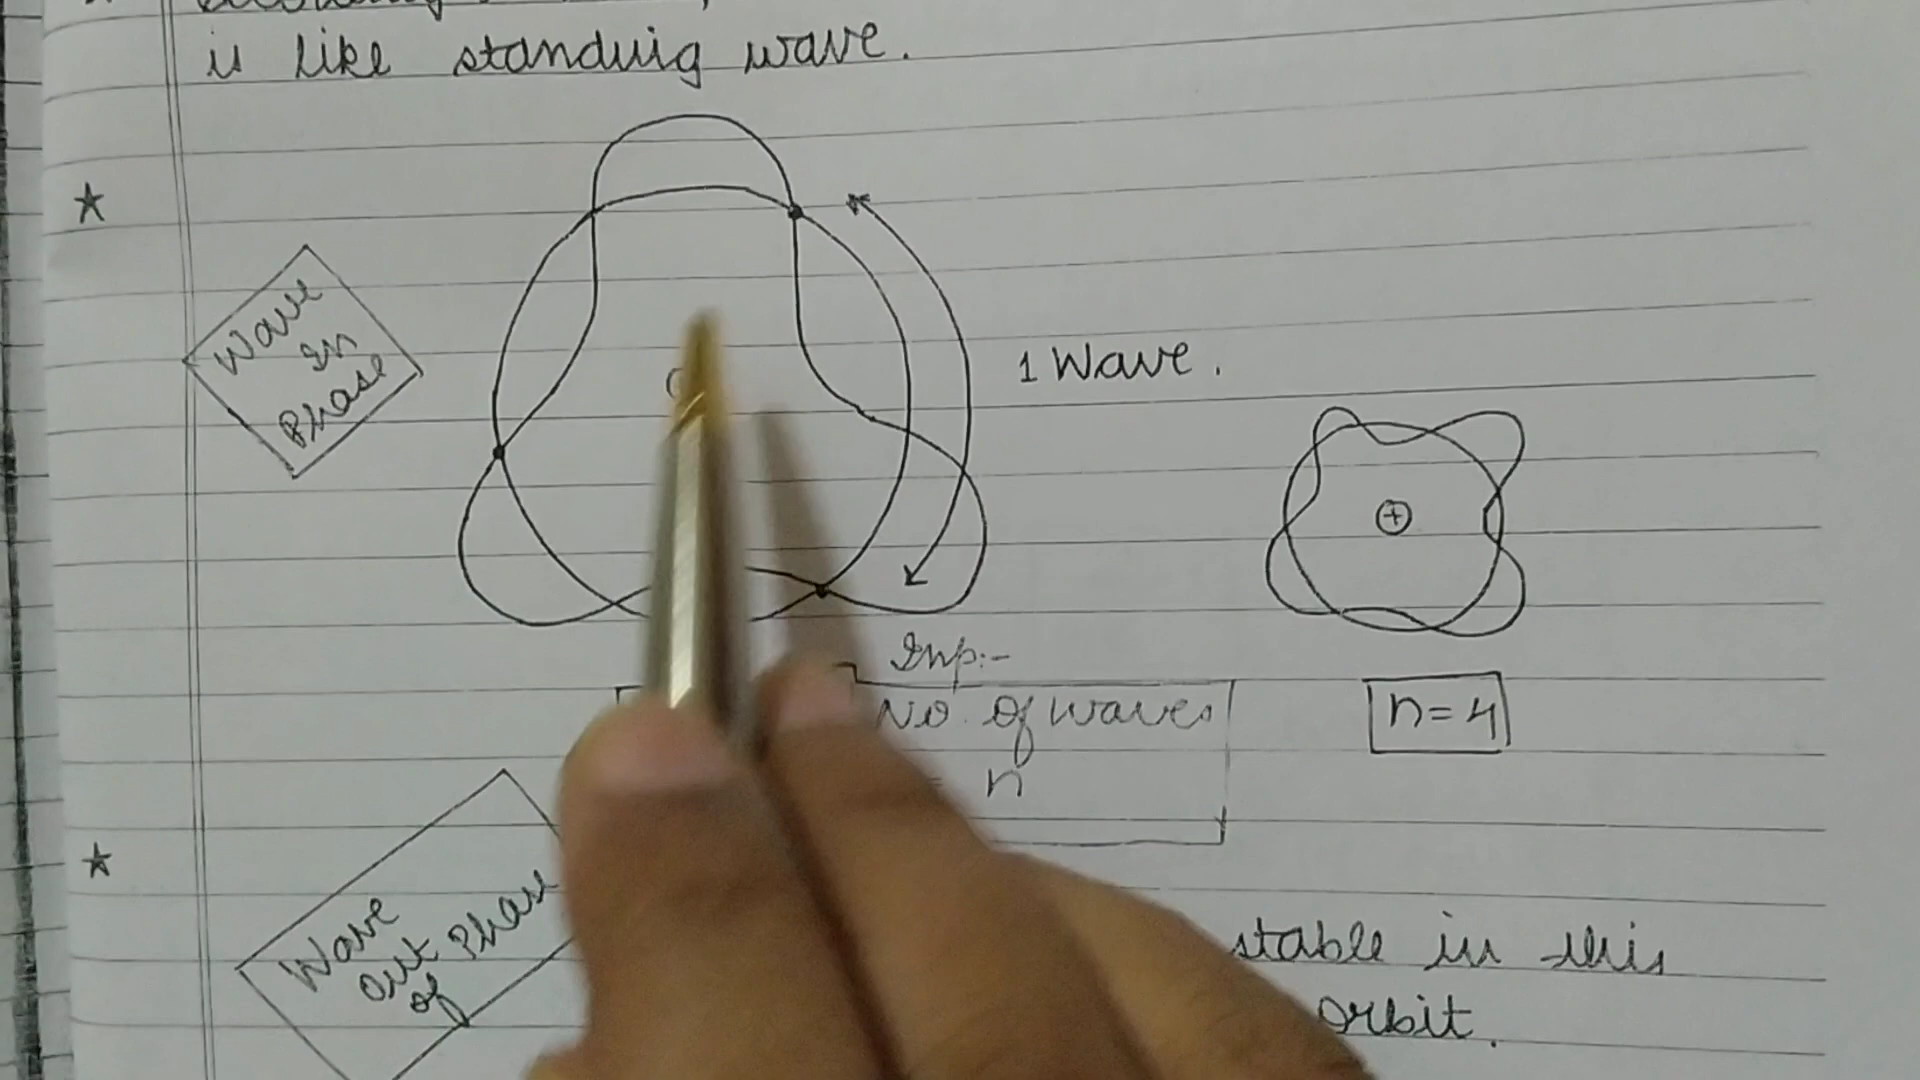 is like standing wave.
Wave
In
Phase
1 Wave.
+
Imp:-
No. of waves
= n
n=4
Wave
Out
of Phase
stable in this
orbit.